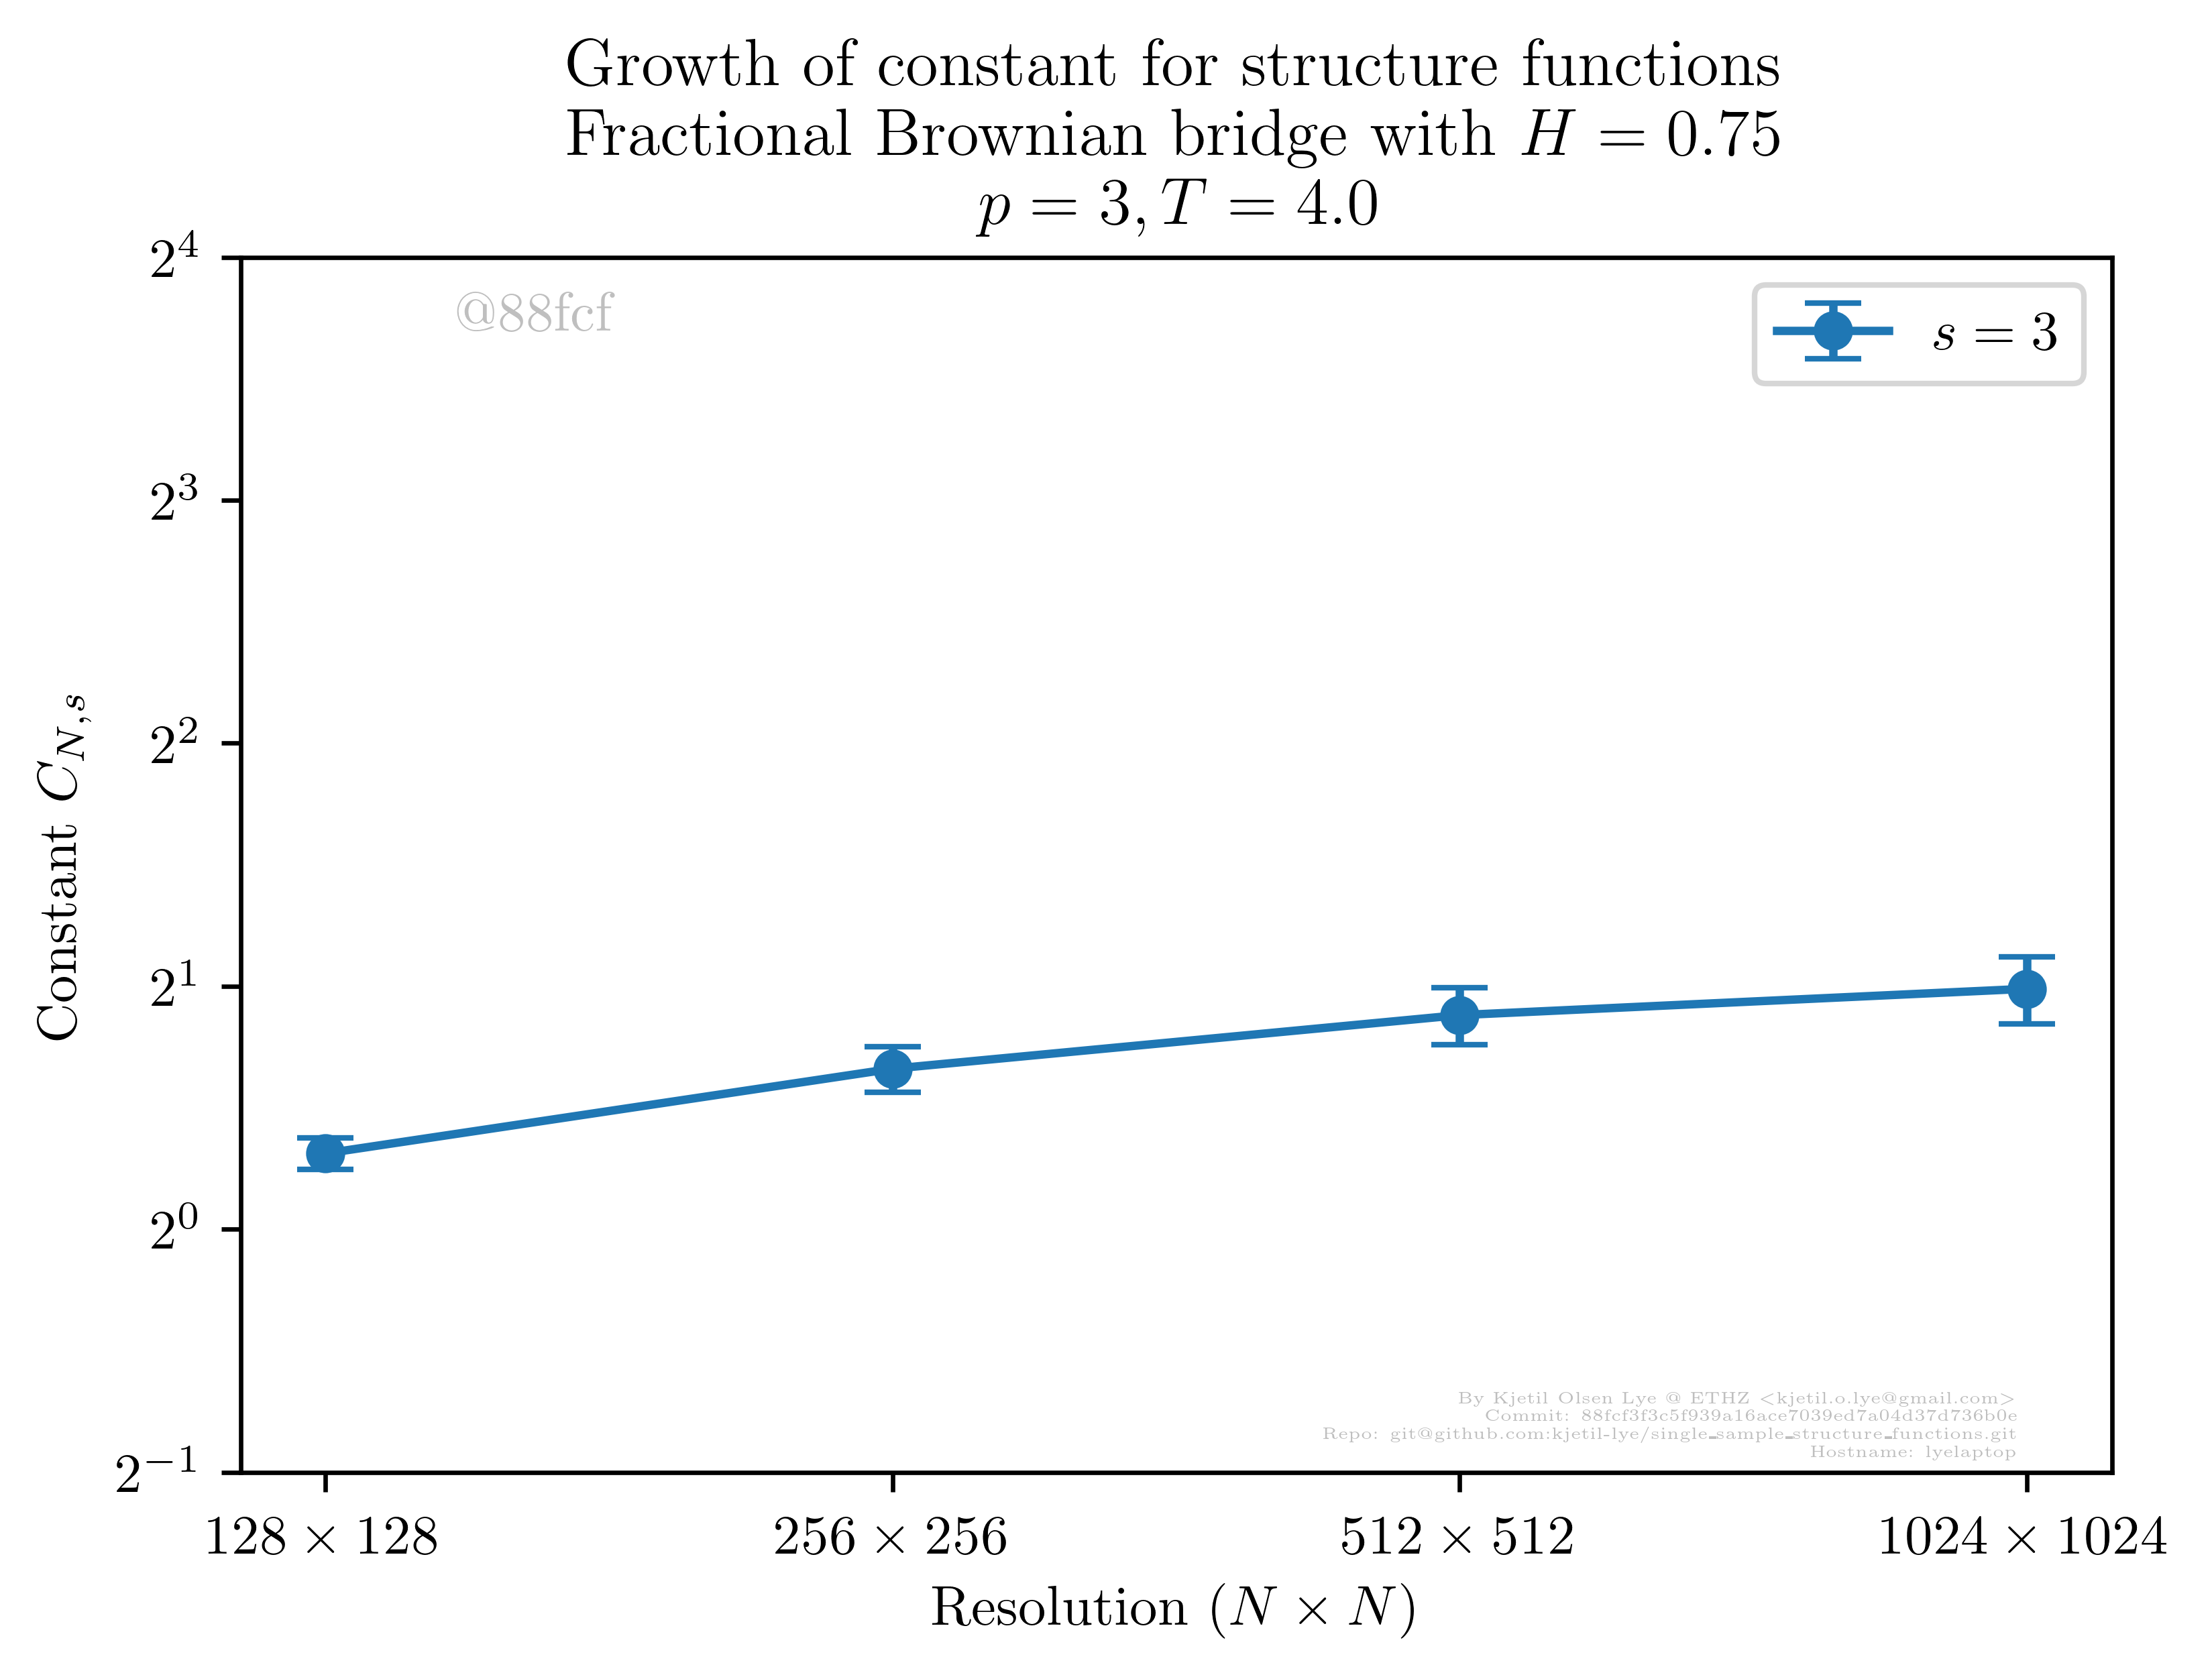 Growth of constant for structure functions
Fractional Brownian bridge with H = 0.75
p = 3, T = 4.0
@88fcf
s = 3
2^4
2^3
2^2
2^1
2^0
2^{-1}
Constant C_{N,s}
By Kjetil Olsen Lye @ ETHZ <kjetil.o.lye@gmail.com>
Commit: 88fcf3f3c5f939a16ace7039ed7a04d37d736b0e
Repo: git@github.com:kjetil-lye/single_sample_structure_functions.git
Hostname: lyelaptop
128 × 128 256 × 256 512 × 512 1024 × 1024
Resolution (N × N)